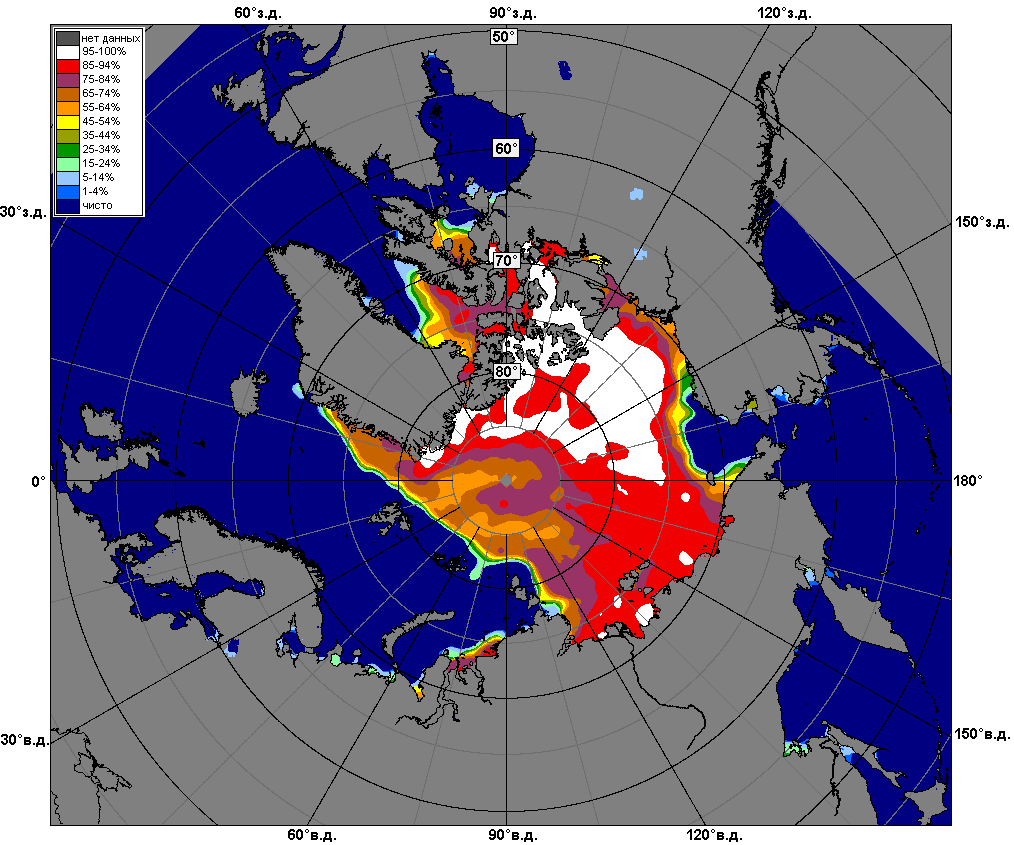 60°з.д.
90°з.д.
120°з.д.
50°
нет данных
95-100%
85-94%
75-84%
65-74%
55-64%
45-54%
35-44%
25-34%
15-24%
5-14%
1-4%
чисто
60°
30°з.д.
150°з.д.
70°
80°
0°
180°
30°в.д.
150°в.д.
60°в.д.
90°в.д.
120°в.д.